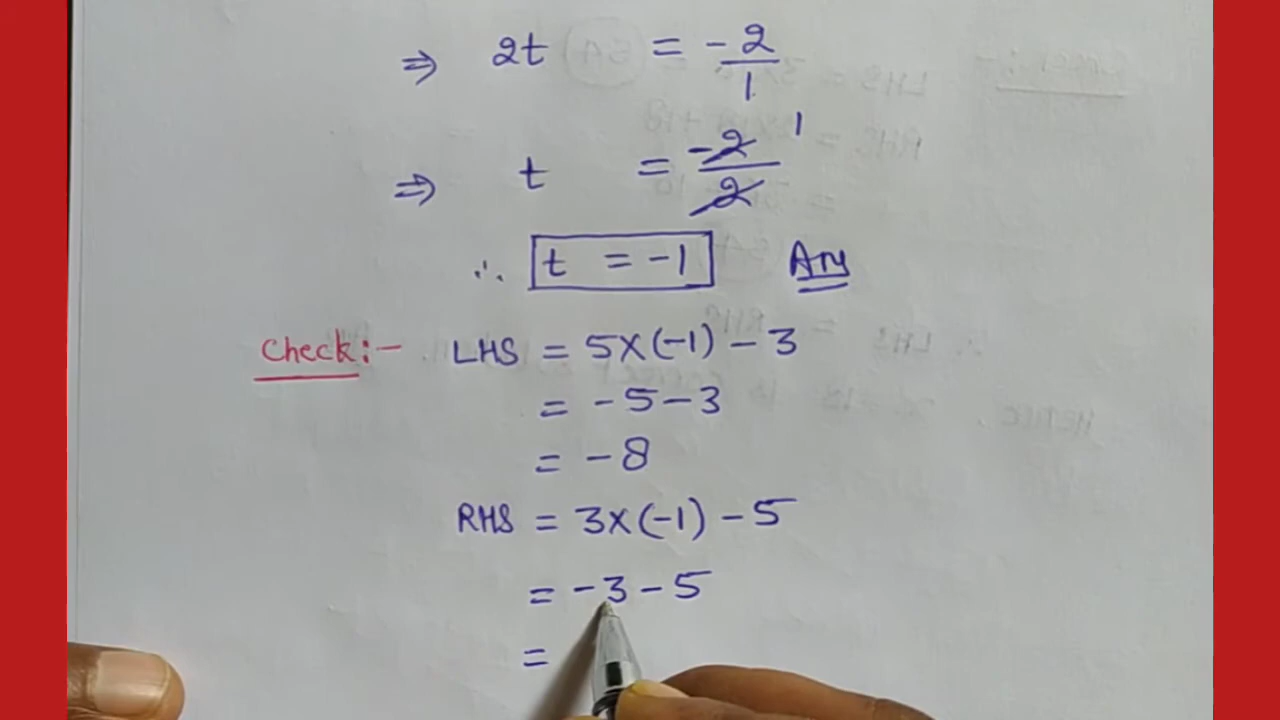 ⇒ 2t = -2/1
⇒ t = -2/2 1
∴ t = -1 Ans
Check:- LHS = 5×(-1) - 3
= -5-3
= -8
RHS = 3×(-1) - 5
= -3-5
=